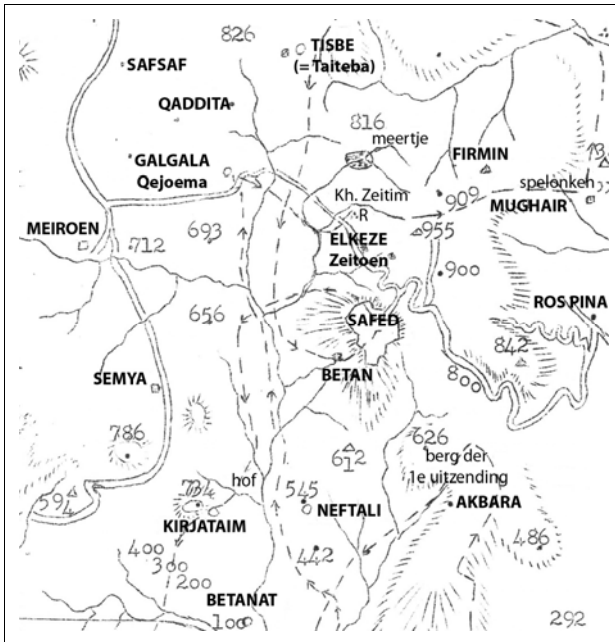 826
TISBE
(= Taiteba)
SAFSAF
QADDITA
816
meertje
GALGALA
Qejoema
FIRMIN
spelonken
Kh. Zeitim
R
909
MUGHAIR
MEIROEN
712
693
ELKEZE
Zeitoen
955
900
656
SAFED
ROS PINA
842
BETAN
800
SEMYA
786
612
626
berg der
1e uitzending
594
hof
734
545
NEFTALI
AKBARA
KIRJATAIM
400
300
200
442
486
BETANAT
100
292